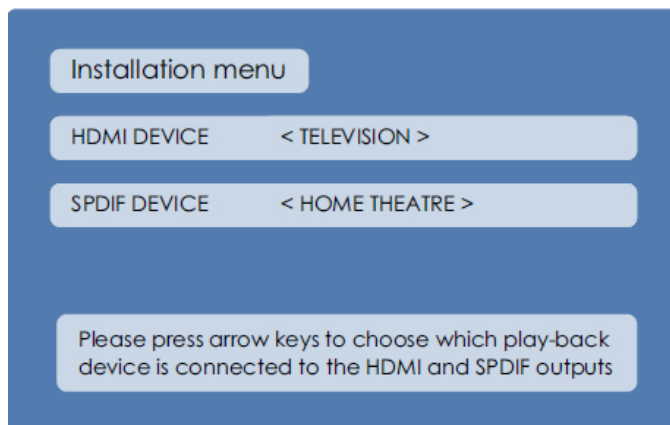 Installation menu
HDMI DEVICE < TELEVISION >
SPDIF DEVICE < HOME THEATRE >
Please press arrow keys to choose which play-back
device is connected to the HDMI and SPDIF outputs